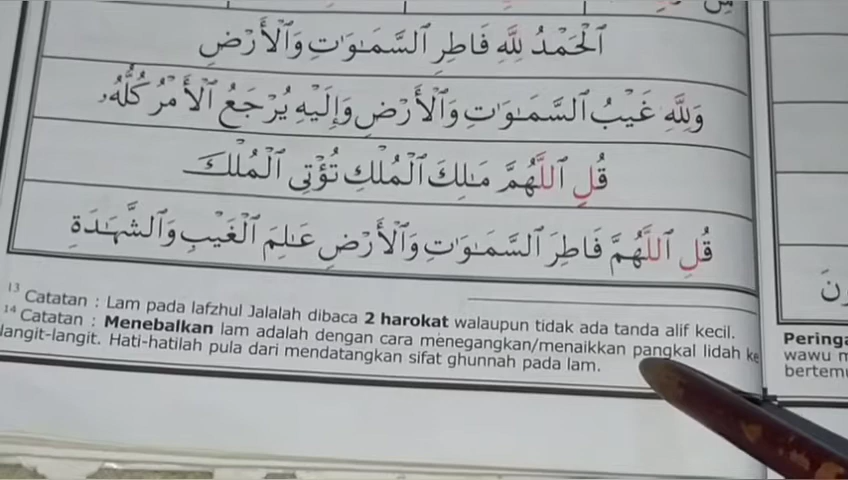 ٱلْحَمْدُ لِلَّهِ فَاطِرِ ٱلسَّمَـٰوَٰتِ وَٱلْأَرْضِ
وَلِلَّهِ غَيْبُ ٱلسَّمَـٰوَٰتِ وَٱلْأَرْضِ وَإِلَيْهِ يُرْجَعُ ٱلْأَمْرُ كُلُّهُۥ
قُلِ ٱللَّهُمَّ مَـٰلِكَ ٱلْمُلْكِ تُؤْتِى ٱلْمُلْكَ
قُلِ ٱللَّهُمَّ فَاطِرَ ٱلسَّمَـٰوَٰتِ وَٱلْأَرْضِ عَـٰلِمَ ٱلْغَيْبِ وَٱلشَّهَـٰدَةِ
13 Catatan : Lam pada lafzhul Jalalah dibaca 2 harokat walaupun tidak ada tanda alif kecil.
14 Catatan : Menebalkan lam adalah dengan cara menegangkan/menaikkan pangkal lidah ke
langit-langit. Hati-hatilah pula dari mendatangkan sifat ghunnah pada lam.
wawu